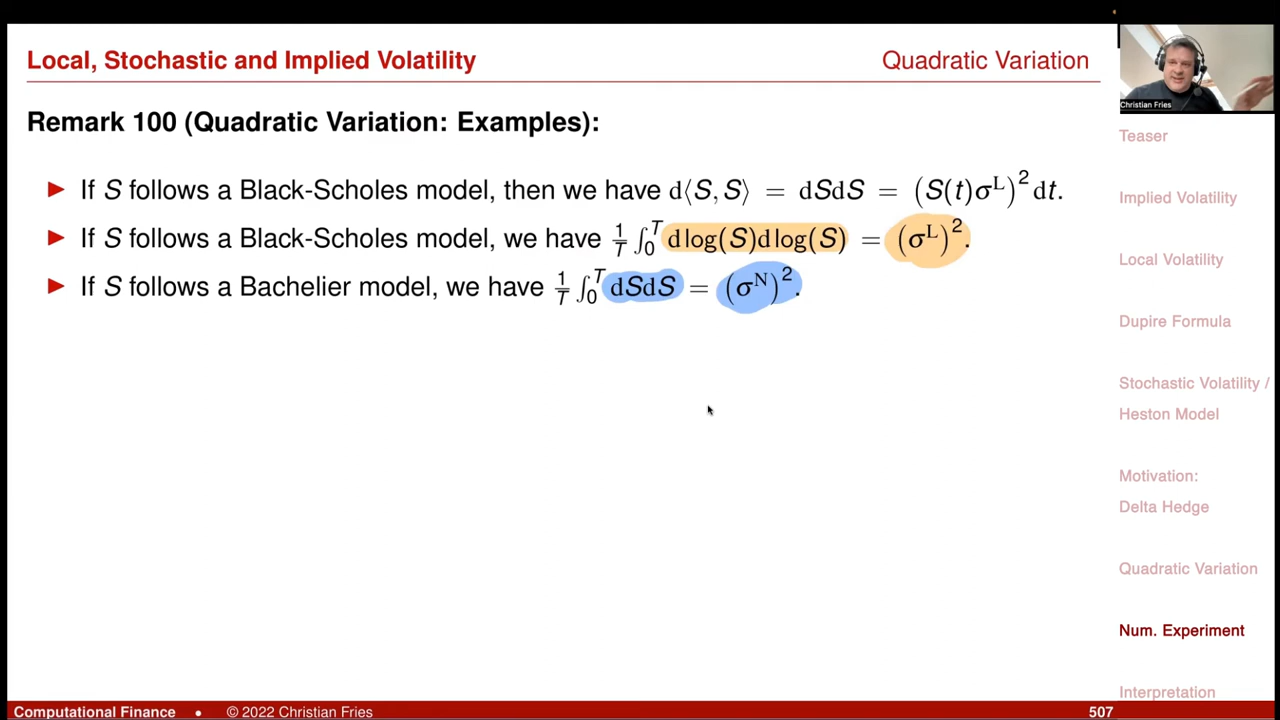 Local, Stochastic and Implied Volatility
Quadratic Variation
Christian Fries
Remark 100 (Quadratic Variation: Examples):
▶ If S follows a Black-Scholes model, then we have d⟨S, S⟩ = dSdS = (S(t)σ^L)^2 dt.
▶ If S follows a Black-Scholes model, we have 1/T ∫_0^T d log(S)d log(S) = (σ^L)^2.
▶ If S follows a Bachelier model, we have 1/T ∫_0^T dSdS = (σ^N)^2.
Teaser
Implied Volatility
Local Volatility
Dupire Formula
Stochastic Volatility /
Heston Model
Motivation:
Delta Hedge
Quadratic Variation
Num. Experiment
Interpretation
Computational Finance • © 2022 Christian Fries 507